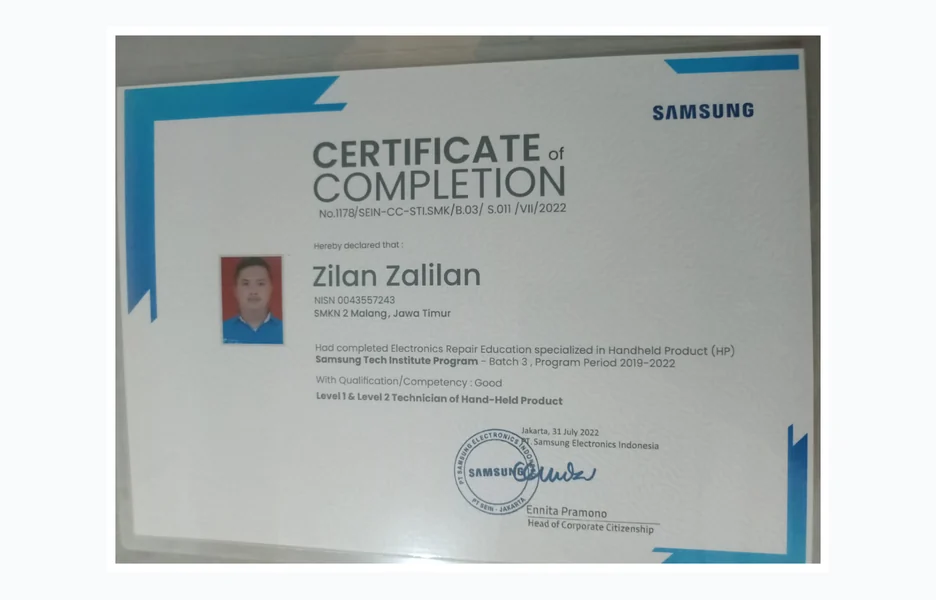 SAMSUNG
CERTIFICATE of
COMPLETION
No.1178/SEIN-CC-STI.SMK/B.03/ S.011 /VII/2022
Hereby declared that :
Zilan Zalilan
NISN 0043557243
SMKN 2 Malang, Jawa Timur
Had completed Electronics Repair Education specialized in Handheld Product (HP)
Samsung Tech Institute Program - Batch 3 , Program Period 2019-2022
With Qualification/Competency : Good
Level 1 & Level 2 Technician of Hand-Held Product
Jakarta, 31 July 2022
PT. Samsung Electronics Indonesia
PT SAMSUNG ELECTRONICS INDONESIA
SAMSUNG
PT SEIN - JAKARTA
Ennita Pramono
Head of Corporate Citizenship